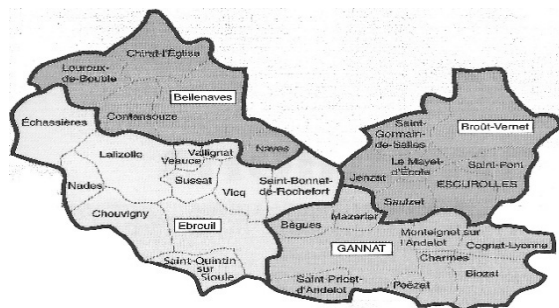 Chirat-l'Église
Louroux-
de-Bouble
Bellenaves
Coutansouze
Échassières
Naves
Lalizolle
Valignat
Veauce
Sussat
Nades
Vicq
Saint-Bonnet-
de-Rochefort
Chouvigny
Ebreuil
Saint-Quintin
sur
Sioule
Saint-
Germain-
de-Salles
Broût-Vernet
Le Mayet-
d'École
Saint-Pont
Jenzat
ESCUROLLES
Saulzet
Mazerier
Bègues
GANNAT
Monteignet sur
l'Andelot
Cognat-Lyonne
Charmes
Biozat
Saint-Priest-
d'Andelot
Poëzat